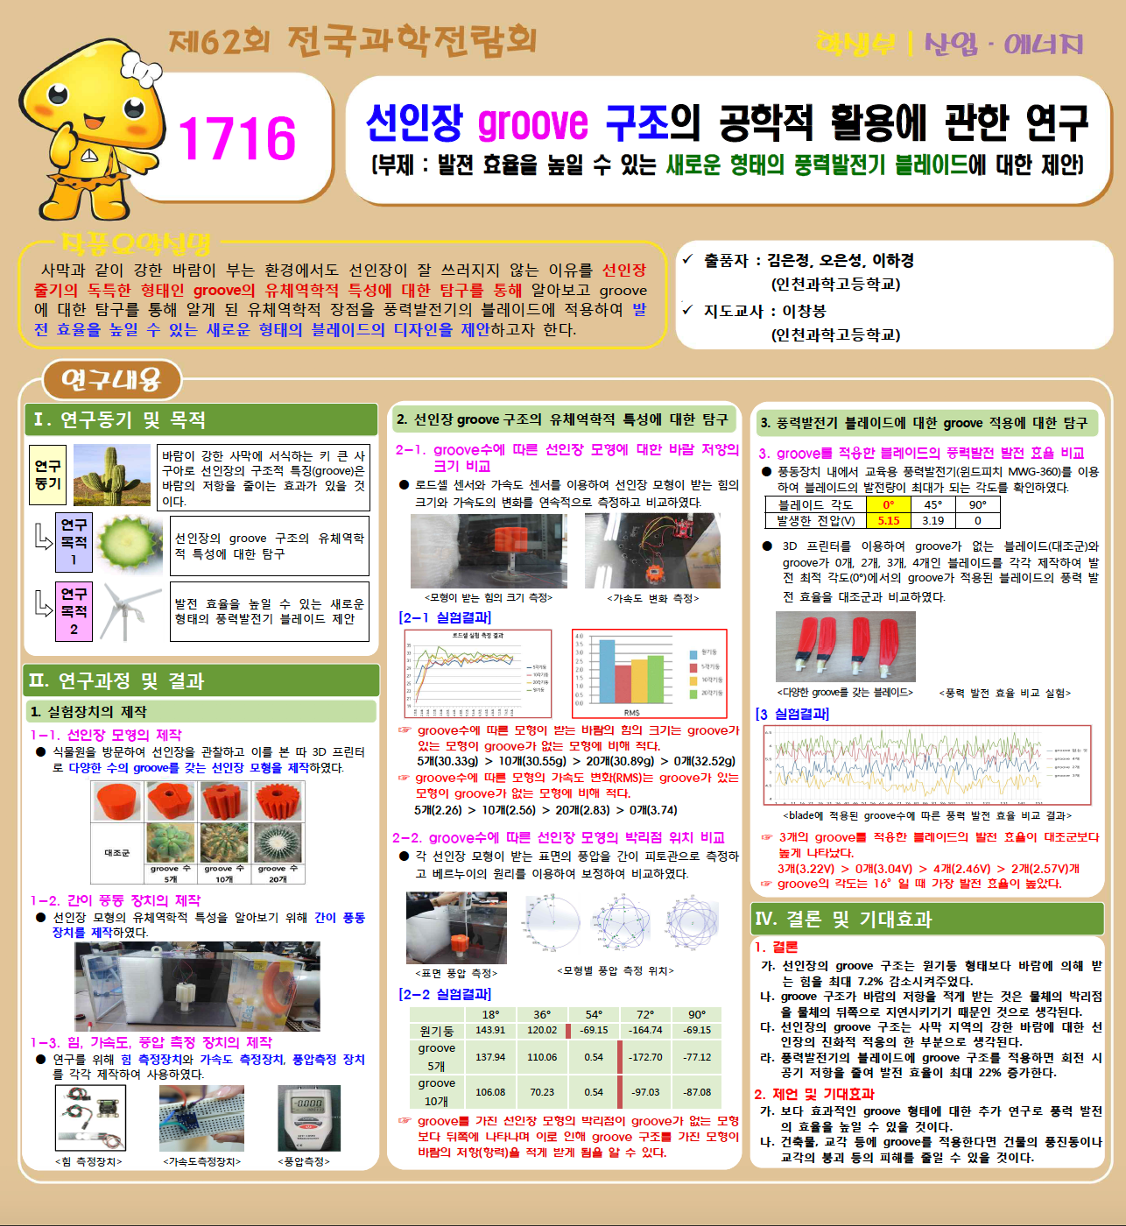 제62회 전국과학전람회
학생부 | 산업·에너지
1716
선인장 groove 구조의 공학적 활용에 관한 연구
(부제 : 발젼 효율을 높일 수 있는 새로운 형태의 풍력발전기 블레이드에 대한 제안)
작품요약설명
사막과 같이 강한 바람이 부는 환경에서도 선인장이 잘 쓰러지지 않는 이유를 선인장
줄기의 독특한 형태인 groove의 유체역학적 특성에 대한 탐구를 통해 알아보고 groove
에 대한 탐구를 통해 알게 된 유체역학적 장점을 풍력발전기의 블레이드에 적용하여 발
전 효율을 높일 수 있는 새로운 형태의 블레이드의 디자인을 제안하고자 한다.
✓ 출품자 : 김은정, 오은성, 이하경
(인천과학고등학교)
✓ 지도교사 : 이창봉
(인천과학고등학교)
연구내용
Ⅰ. 연구동기 및 목적
연구
동기
바람이 강한 사막에 서식하는 키 큰 사
구아로 선인장의 구조적 특징(groove)은
바람의 저항을 줄이는 효과가 있을 것
이다.
연구
목적
1
선인장의 groove 구조의 유체역학
적 특성에 대한 탐구
연구
목적
2
발전 효율을 높일 수 있는 새로운
형태의 풍력발전기 블레이드 제안
Ⅱ. 연구과정 및 결과
1. 실험장치의 제작
1-1. 선인장 모형의 제작
● 식물원을 방문하여 선인장을 관찰하고 이를 본 따 3D 프린터
로 다양한 수의 groove를 갖는 선인장 모형을 제작하였다.
대조군
groove 수 5개
groove 수 10개
groove 수 20개
1-2. 간이 풍동 장치의 제작
● 선인장 모형의 유체역학적 특성을 알아보기 위해 간이 풍동
장치를 제작하였다.
1-3. 힘, 가속도, 풍압 측정 장치의 제작
● 연구를 위해 힘 측정장치와 가속도 측정장치, 풍압측정 장치
를 각각 제작하여 사용하였다.
<힘 측정장치> <가속도측정장치> <풍압측정>
2. 선인장 groove 구조의 유체역학적 특성에 대한 탐구
2-1. groove수에 따른 선인장 모형에 대한 바람 저항의
크기 비교
● 로드셀 센서와 가속도 센서를 이용하여 선인장 모형이 받는 힘의
크기와 가속도의 변화를 연속적으로 측정하고 비교하였다.
<모형이 받는 힘의 크기 측정> <가속도 변화 측정>
[2-1 실험결과]
로드셀 실험 측정 결과
4.0
3.5
3.0
2.5
2.0
1.5
1.0
0.5
0.0
RMS
원기둥
5각기둥
10각기둥
20각기둥
☞ groove수에 따른 모형이 받는 바람의 힘의 크기는 groove가
있는 모형이 groove가 없는 모형에 비해 적다.
5개(30.33g) > 10개(30.55g) > 20개(30.89g) > 0개(32.52g)
☞ groove수에 따른 모형의 가속도 변화(RMS)는 groove가 있는
모형이 groove가 없는 모형에 비해 적다.
5개(2.26) > 10개(2.56) > 20개(2.83) > 0개(3.74)
2-2. groove수에 따른 선인장 모형의 박리점 위치 비교
● 각 선인장 모형이 받는 표면의 풍압을 간이 피토관으로 측정하
고 베르누이의 원리를 이용하여 보정하여 비교하였다.
<표면 풍압 측정> <모형별 풍압 측정 위치>
[2-2 실험결과]
18° 36° 54° 72° 90°
원기둥 143.91 120.02 -69.15 -164.74 -69.15
groove 5개 137.94 110.06 0.54 -172.70 -77.12
groove 10개 106.08 70.23 0.54 -97.03 -87.08
☞ groove를 가진 선인장 모형의 박리점이 groove가 없는 모형
보다 뒤쪽에 나타나며 이로 인해 groove 구조를 가진 모형이
바람의 저항(항력)을 적게 받게 됨을 알 수 있다.
3. 풍력발전기 블레이드에 대한 groove 적용에 대한 탐구
3. groove를 적용한 블레이드의 풍력발전 발전 효율 비교
● 풍동장치 내에서 교육용 풍력발전기(윈드피치 MWG-360)를 이용
하여 블레이드의 발전량이 최대가 되는 각도를 확인하였다.
블레이드 각도 0° 45° 90°
발생한 전압(V) 5.15 3.19 0
● 3D 프린터를 이용하여 groove가 없는 블레이드(대조군)와
groove가 0개, 2개, 3개, 4개인 블레이드를 각각 제작하여 발
전 최적 각도(0°)에서의 groove가 적용된 블레이드의 풍력 발
전 효율을 대조군과 비교하였다.
<다양한 groove를 갖는 블레이드> <풍력 발전 효율 비교 실험>
[3 실험결과]
<blade에 적용된 groove수에 따른 풍력 발전 효율 비교 결과>
☞ 3개의 groove를 적용한 블레이드의 발전 효율이 대조군보다
높게 나타났다.
3개(3.22V) > 0개(3.04V) > 4개(2.46V) > 2개(2.57V)개
☞ groove의 각도는 16° 일 때 가장 발전 효율이 높았다.
Ⅳ. 결론 및 기대효과
1. 결론
가. 선인장의 groove 구조는 원기둥 형태보다 바람에 의해 받
는 힘을 최대 7.2% 감소시켜주었다.
나. groove 구조가 바람의 저항을 적게 받는 것은 물체의 박리점
을 물체의 뒤쪽으로 지연시키기기 때문인 것으로 생각된다.
다. 선인장의 groove 구조는 사막 지역의 강한 바람에 대한 선
인장의 진화적 적응의 한 부분으로 생각된다.
라. 풍력발전기의 블레이드에 groove 구조를 적용하면 회전 시
공기 저항을 줄여 발전 효율이 최대 22% 증가한다.
2. 제언 및 기대효과
가. 보다 효과적인 groove 형태에 대한 추가 연구로 풍력 발전
의 효율을 높일 수 있을 것이다.
나. 건축물, 교각 등에 groove를 적용한다면 건물의 풍진동이나
교각의 붕괴 등의 피해를 줄일 수 있을 것이다.